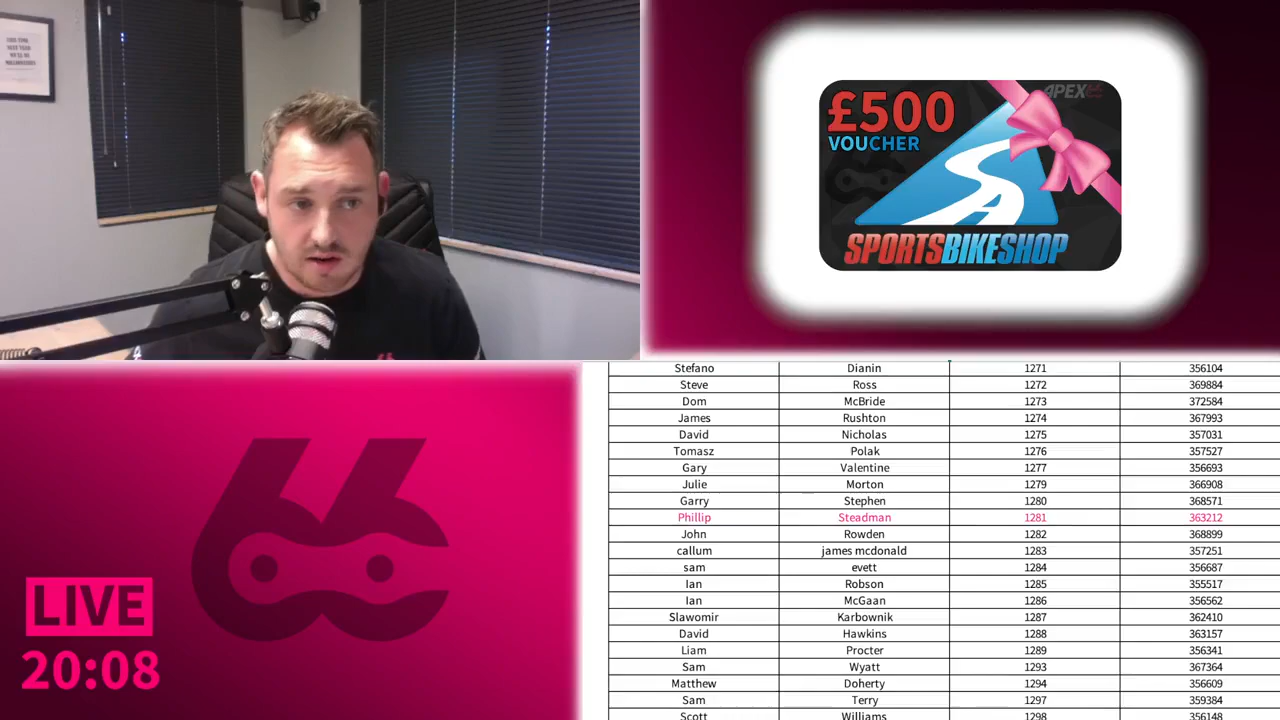 £500
VOUCHER
APEX
SPORTSBIKESHOP
Stefano Dianin 1271 356104
Steve Ross 1272 369884
Dom McBride 1273 372584
James Rushton 1274 367993
David Nicholas 1275 357031
Tomasz Polak 1276 357527
Gary Valentine 1277 356693
Julie Morton 1279 366908
Garry Stephen 1280 368571
Phillip Steadman 1281 363212
John Rowden 1282 368899
callum james mcdonald 1283 357251
sam evett 1284 356687
Ian Robson 1285 355517
Ian McGaan 1286 356562
Slawomir Karbownik 1287 362410
David Hawkins 1288 363157
Liam Procter 1289 356341
Sam Wyatt 1293 367364
Matthew Doherty 1294 356609
Sam Terry 1297 359384
Scott Williams 1298 356148
LIVE
20:08